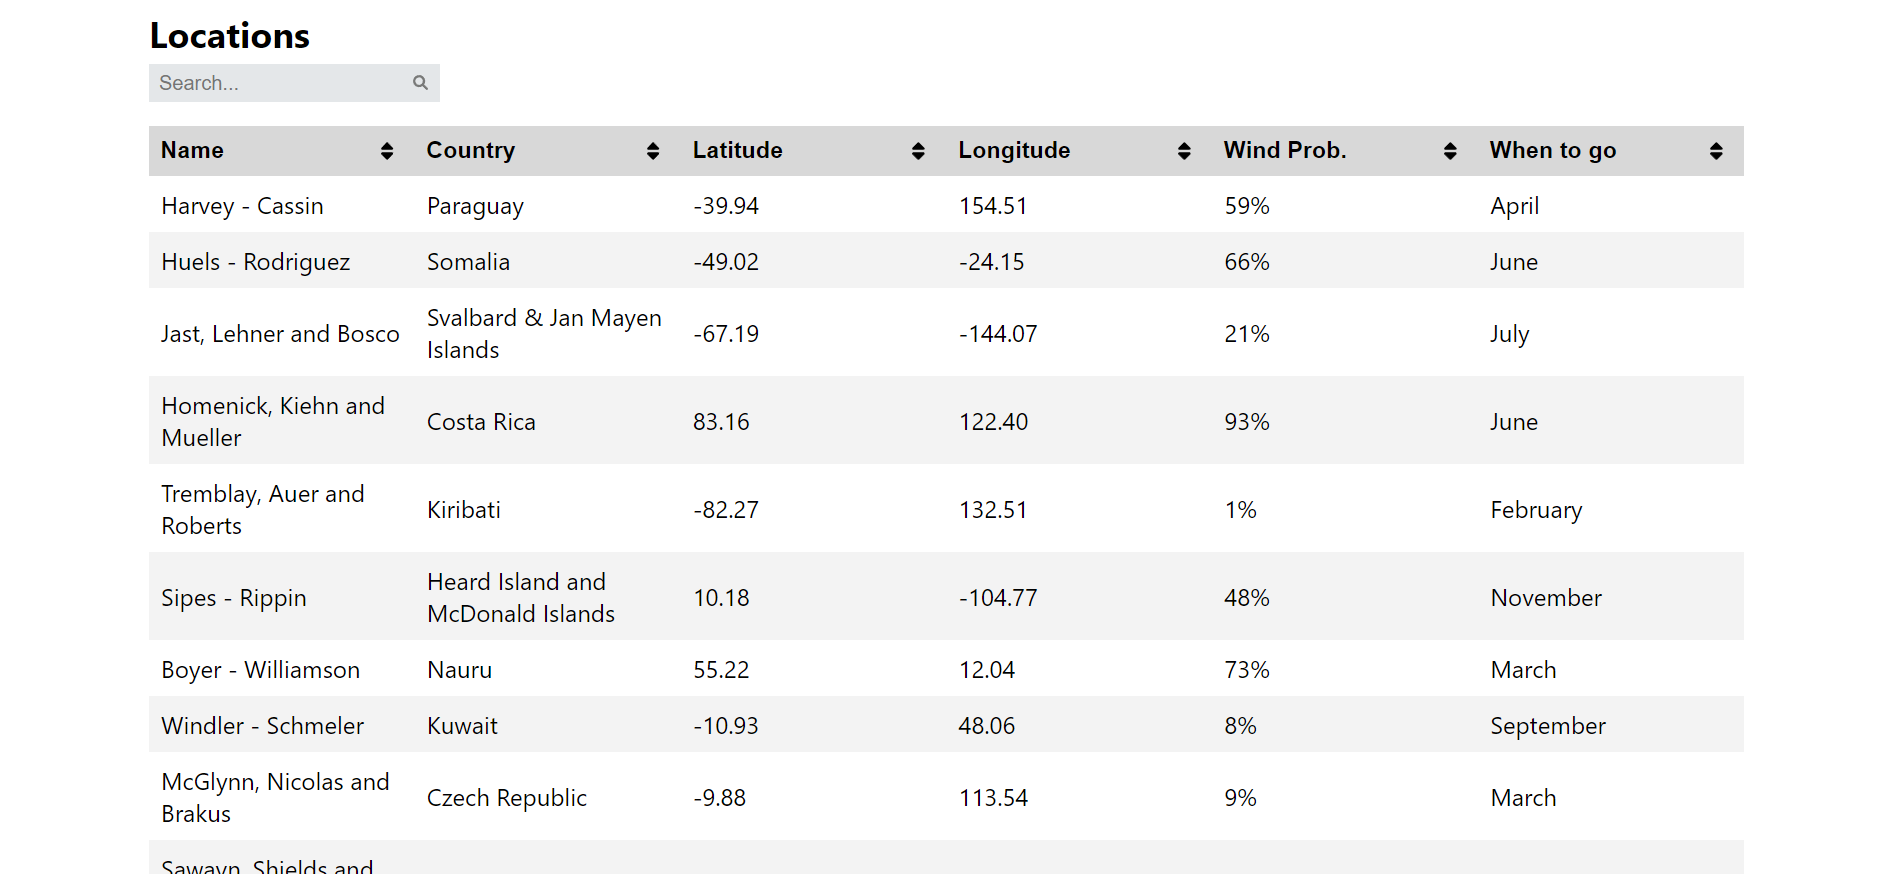 Locations
Search...
Name Country Latitude Longitude Wind Prob. When to go
Harvey - Cassin Paraguay -39.94 154.51 59% April
Huels - Rodriguez Somalia -49.02 -24.15 66% June
Jast, Lehner and Bosco Svalbard & Jan Mayen Islands -67.19 -144.07 21% July
Homenick, Kiehn and Mueller Costa Rica 83.16 122.40 93% June
Tremblay, Auer and Roberts Kiribati -82.27 132.51 1% February
Sipes - Rippin Heard Island and McDonald Islands 10.18 -104.77 48% November
Boyer - Williamson Nauru 55.22 12.04 73% March
Windler - Schmeler Kuwait -10.93 48.06 8% September
McGlynn, Nicolas and Brakus Czech Republic -9.88 113.54 9% March
Sawayn, Shields and